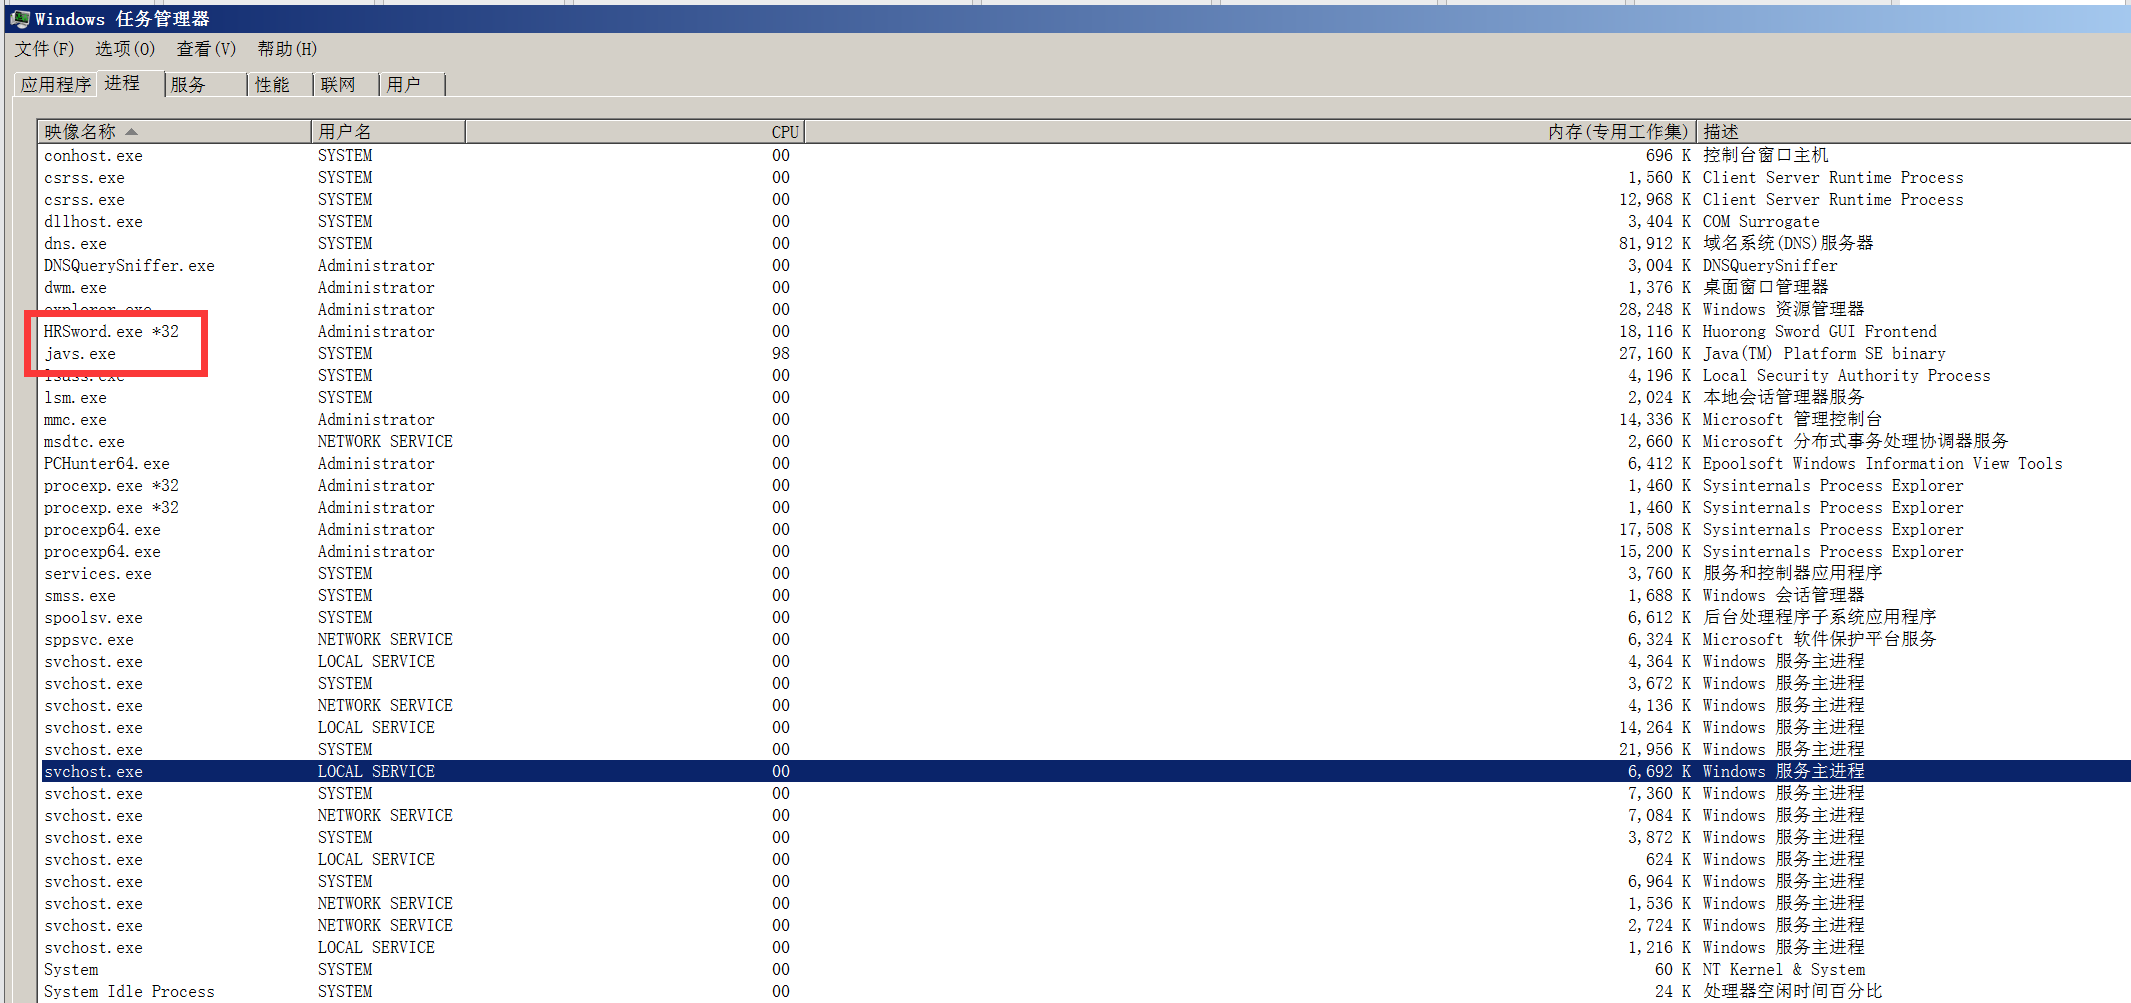 Windows 任务管理器
文件(F) 选项(O) 查看(V) 帮助(H)
应用程序 进程 服务 性能 联网 用户
映像名称 用户名 CPU 内存(专用工作集) 描述
conhost.exe SYSTEM 00 696 K 控制台窗口主机
csrss.exe SYSTEM 00 1,560 K Client Server Runtime Process
csrss.exe SYSTEM 00 12,968 K Client Server Runtime Process
dllhost.exe SYSTEM 00 3,404 K COM Surrogate
dns.exe SYSTEM 00 81,912 K 域名系统(DNS)服务器
DNSQuerySniffer.exe Administrator 00 3,004 K DNSQuerySniffer
dwm.exe Administrator 00 1,376 K 桌面窗口管理器
explorer.exe Administrator 00 28,248 K Windows 资源管理器
HRSword.exe *32 Administrator 00 18,116 K Huorong Sword GUI Frontend
javs.exe SYSTEM 98 27,160 K Java(TM) Platform SE binary
lsass.exe SYSTEM 00 4,196 K Local Security Authority Process
lsm.exe SYSTEM 00 2,024 K 本地会话管理器服务
mmc.exe Administrator 00 14,336 K Microsoft 管理控制台
msdtc.exe NETWORK SERVICE 00 2,660 K Microsoft 分布式事务处理协调器服务
PCHunter64.exe Administrator 00 6,412 K Epoolsoft Windows Information View Tools
procexp.exe *32 Administrator 00 1,460 K Sysinternals Process Explorer
procexp.exe *32 Administrator 00 1,460 K Sysinternals Process Explorer
procexp64.exe Administrator 00 17,508 K Sysinternals Process Explorer
procexp64.exe Administrator 00 15,200 K Sysinternals Process Explorer
services.exe SYSTEM 00 3,760 K 服务和控制器应用程序
smss.exe SYSTEM 00 1,688 K Windows 会话管理器
spoolsv.exe SYSTEM 00 6,612 K 后台处理程序子系统应用程序
sppsvc.exe NETWORK SERVICE 00 6,324 K Microsoft 软件保护平台服务
svchost.exe LOCAL SERVICE 00 4,364 K Windows 服务主进程
svchost.exe SYSTEM 00 3,672 K Windows 服务主进程
svchost.exe NETWORK SERVICE 00 4,136 K Windows 服务主进程
svchost.exe LOCAL SERVICE 00 14,264 K Windows 服务主进程
svchost.exe SYSTEM 00 21,956 K Windows 服务主进程
svchost.exe LOCAL SERVICE 00 6,692 K Windows 服务主进程
svchost.exe SYSTEM 00 7,360 K Windows 服务主进程
svchost.exe NETWORK SERVICE 00 7,084 K Windows 服务主进程
svchost.exe SYSTEM 00 3,872 K Windows 服务主进程
svchost.exe LOCAL SERVICE 00 624 K Windows 服务主进程
svchost.exe SYSTEM 00 6,964 K Windows 服务主进程
svchost.exe NETWORK SERVICE 00 1,536 K Windows 服务主进程
svchost.exe NETWORK SERVICE 00 2,724 K Windows 服务主进程
svchost.exe LOCAL SERVICE 00 1,216 K Windows 服务主进程
System SYSTEM 00 60 K NT Kernel & System
System Idle Process SYSTEM 00 24 K 处理器空闲时间百分比